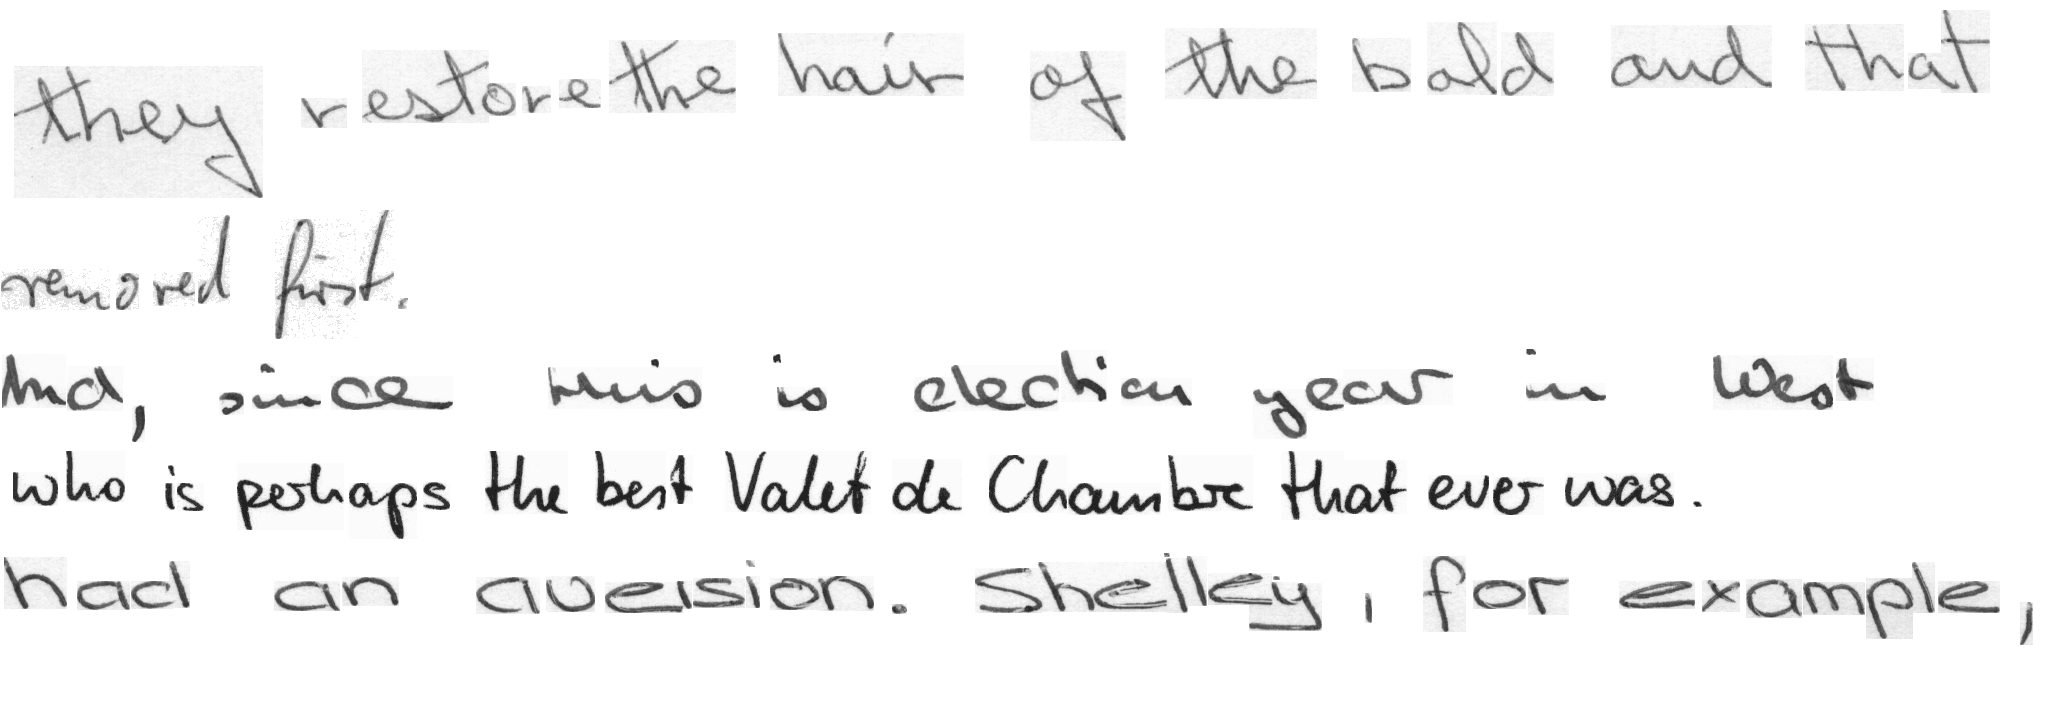 they restore the hair of the bald and that
removed first.
And, since this is election year in West
who is perhaps the best Valet de Chambre that ever was.
had an aversion. Shelley, for example,